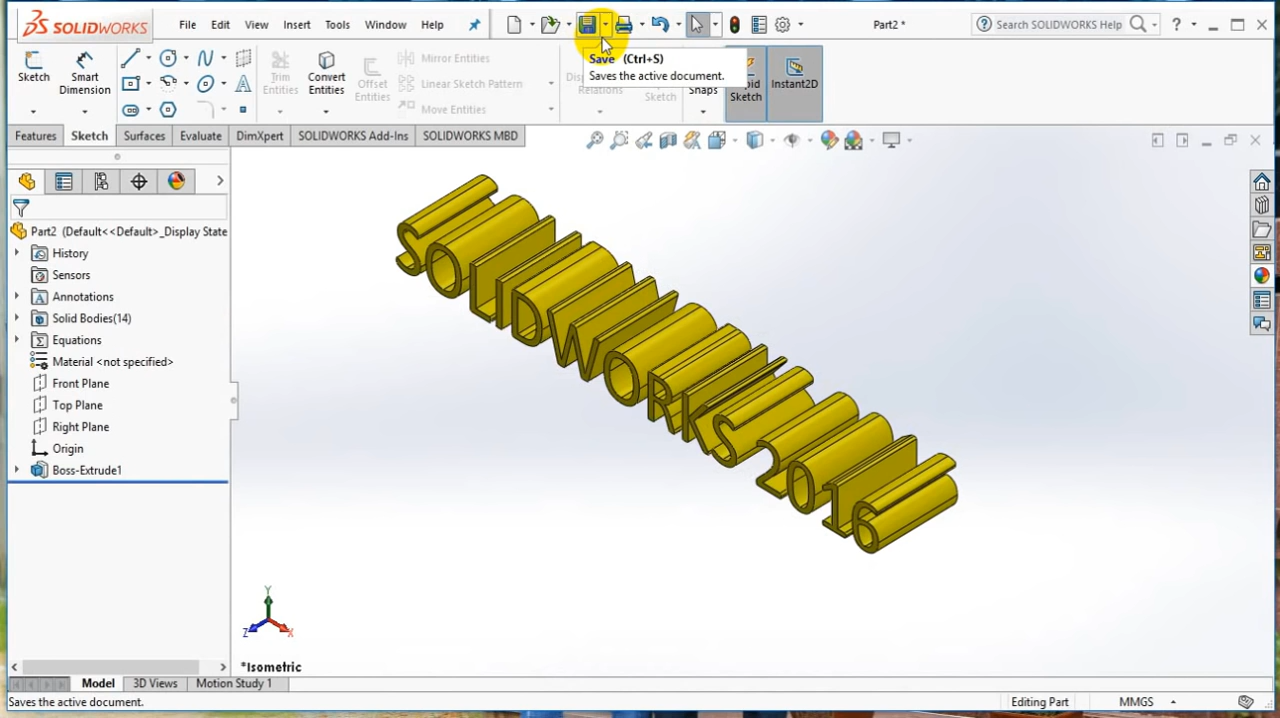 SOLIDWORKS
File Edit View Insert Tools Window Help
Part2 *
Search SOLIDWORKS Help
Save (Ctrl+S)
Saves the active document.
Sketch
Smart Dimension
Trim Entities
Convert Entities
Offset Entities
Mirror Entities
Linear Sketch Pattern
Move Entities
Relations
Sketch
Snaps
Sketch
Instant2D
Features Sketch Surfaces Evaluate DimXpert SOLIDWORKS Add-Ins SOLIDWORKS MBD
Part2 (Default<<Default>_Display State
History
Sensors
Annotations
Solid Bodies(14)
Equations
Material <not specified>
Front Plane
Top Plane
Right Plane
Origin
Boss-Extrude1
SOLIDWORKS 2016
Y
Z X
*Isometric
Model 3D Views Motion Study 1
Saves the active document.
Editing Part MMGS